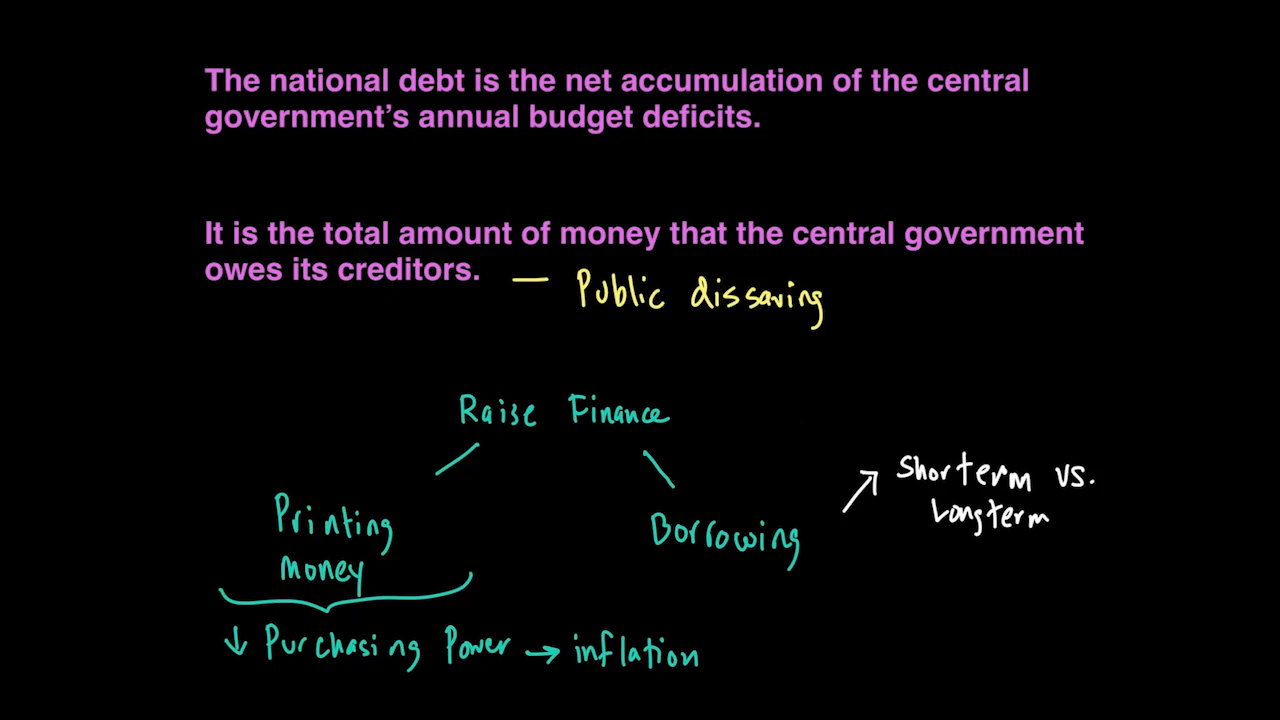 The national debt is the net accumulation of the central
government's annual budget deficits.
It is the total amount of money that the central government
owes its creditors. — Public dissaving
Raise Finance
Printing
money
Borrowing
Shorterm vs.
Longterm
↓ Purchasing Power → inflation